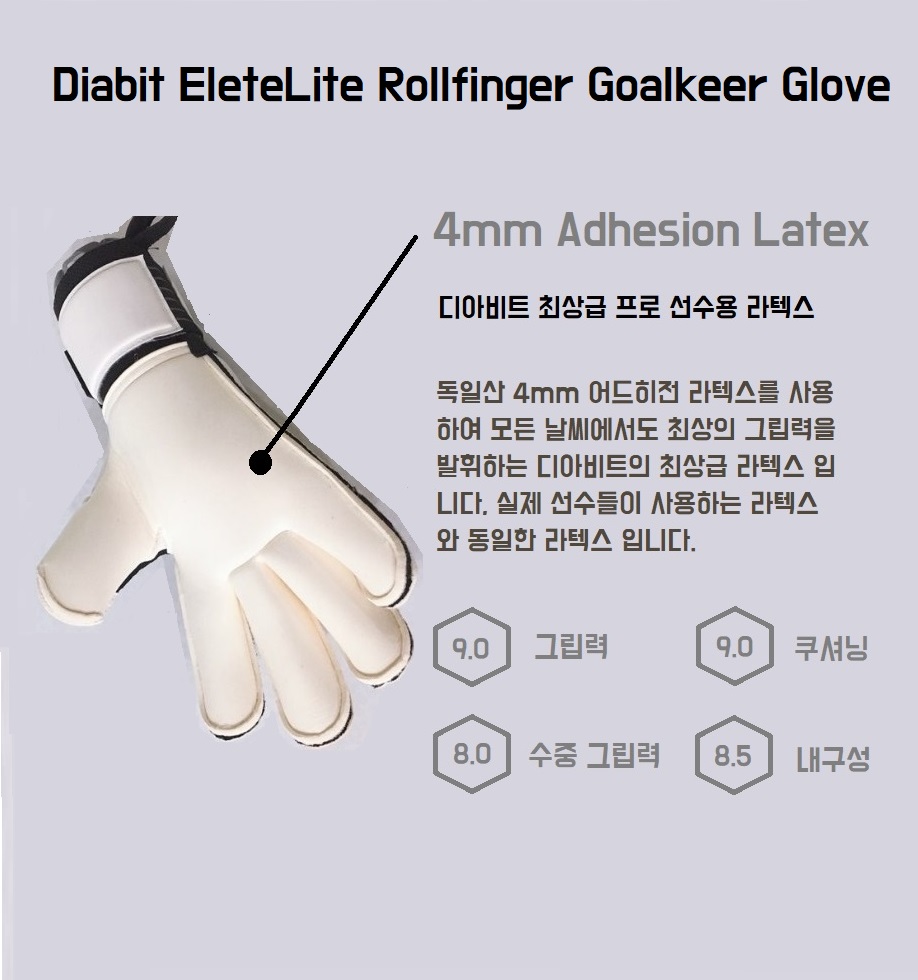 Diabit EleteLite Rollfinger Goalkeer Glove
4mm Adhesion Latex
디아비트 최상급 프로 선수용 라텍스
독일산 4mm 어드히전 라텍스를 사용
하여 모든 날씨에서도 최상의 그립력을
발휘하는 디아비트의 최상급 라텍스 입
니다. 실제 선수들이 사용하는 라텍스
와 동일한 라텍스 입니다.
9.0 그립력 9.0 쿠셔닝
8.0 수중 그립력 8.5 내구성